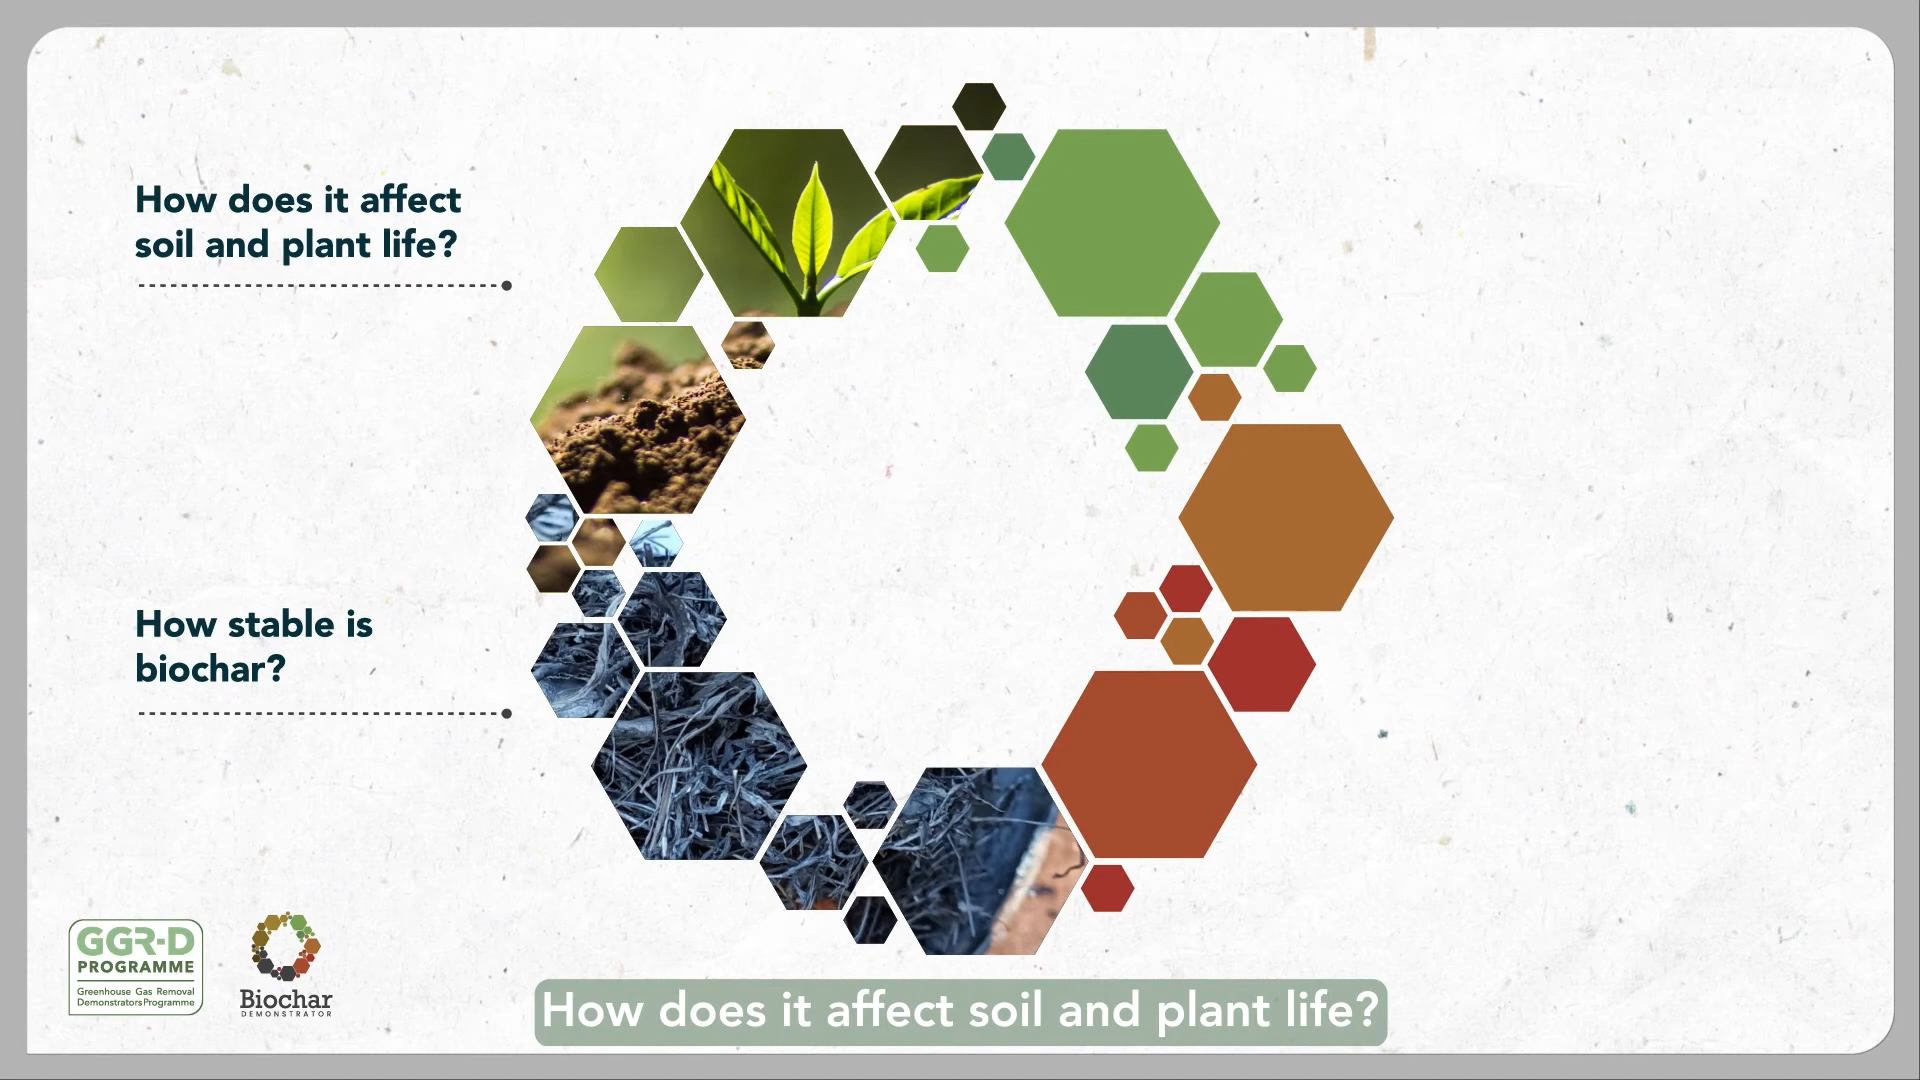 How does it affect
soil and plant life?
How stable is
biochar?
GGR-D
PROGRAMME
Greenhouse Gas Removal
Demonstrators Programme
Biochar
DEMONSTRATOR
How does it affect soil and plant life?